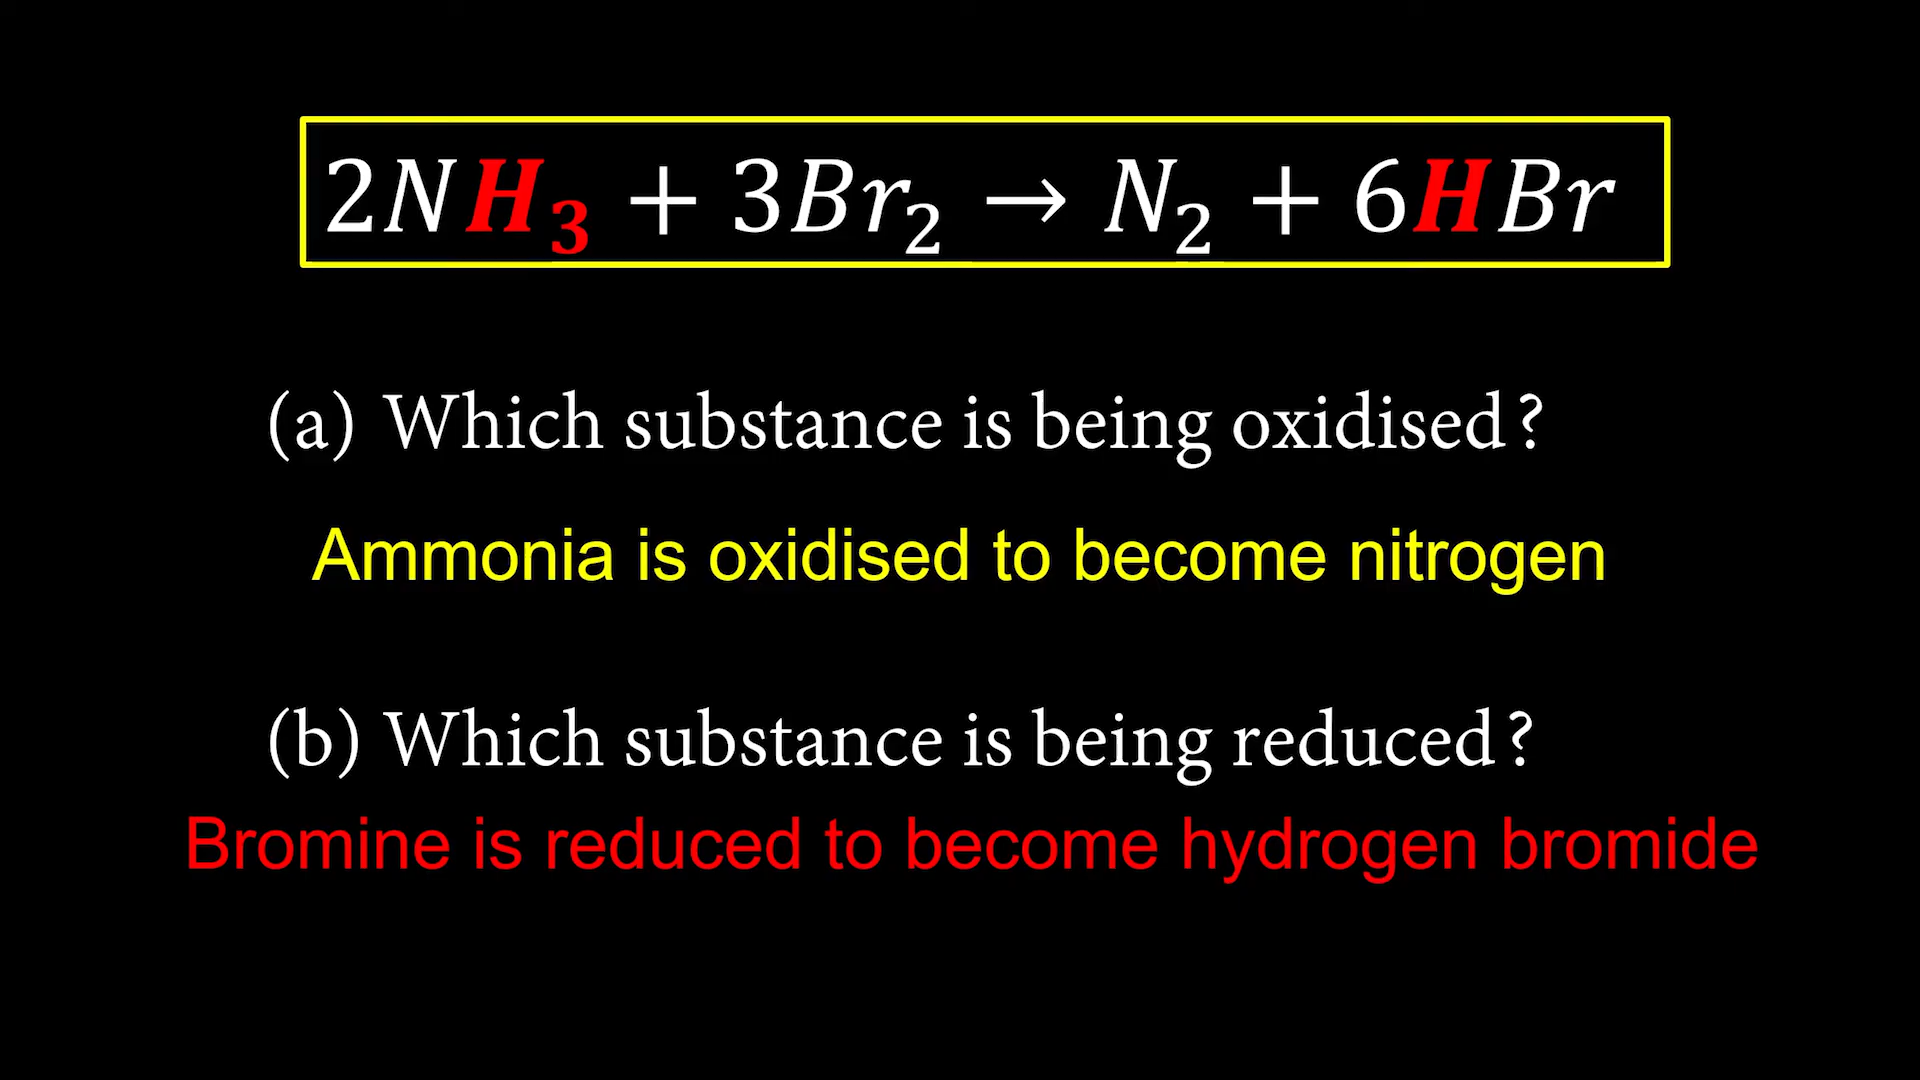 2NH₃ + 3Br₂ → N₂ + 6HBr
(a) Which substance is being oxidised?
Ammonia is oxidised to become nitrogen
(b) Which substance is being reduced?
Bromine is reduced to become hydrogen bromide